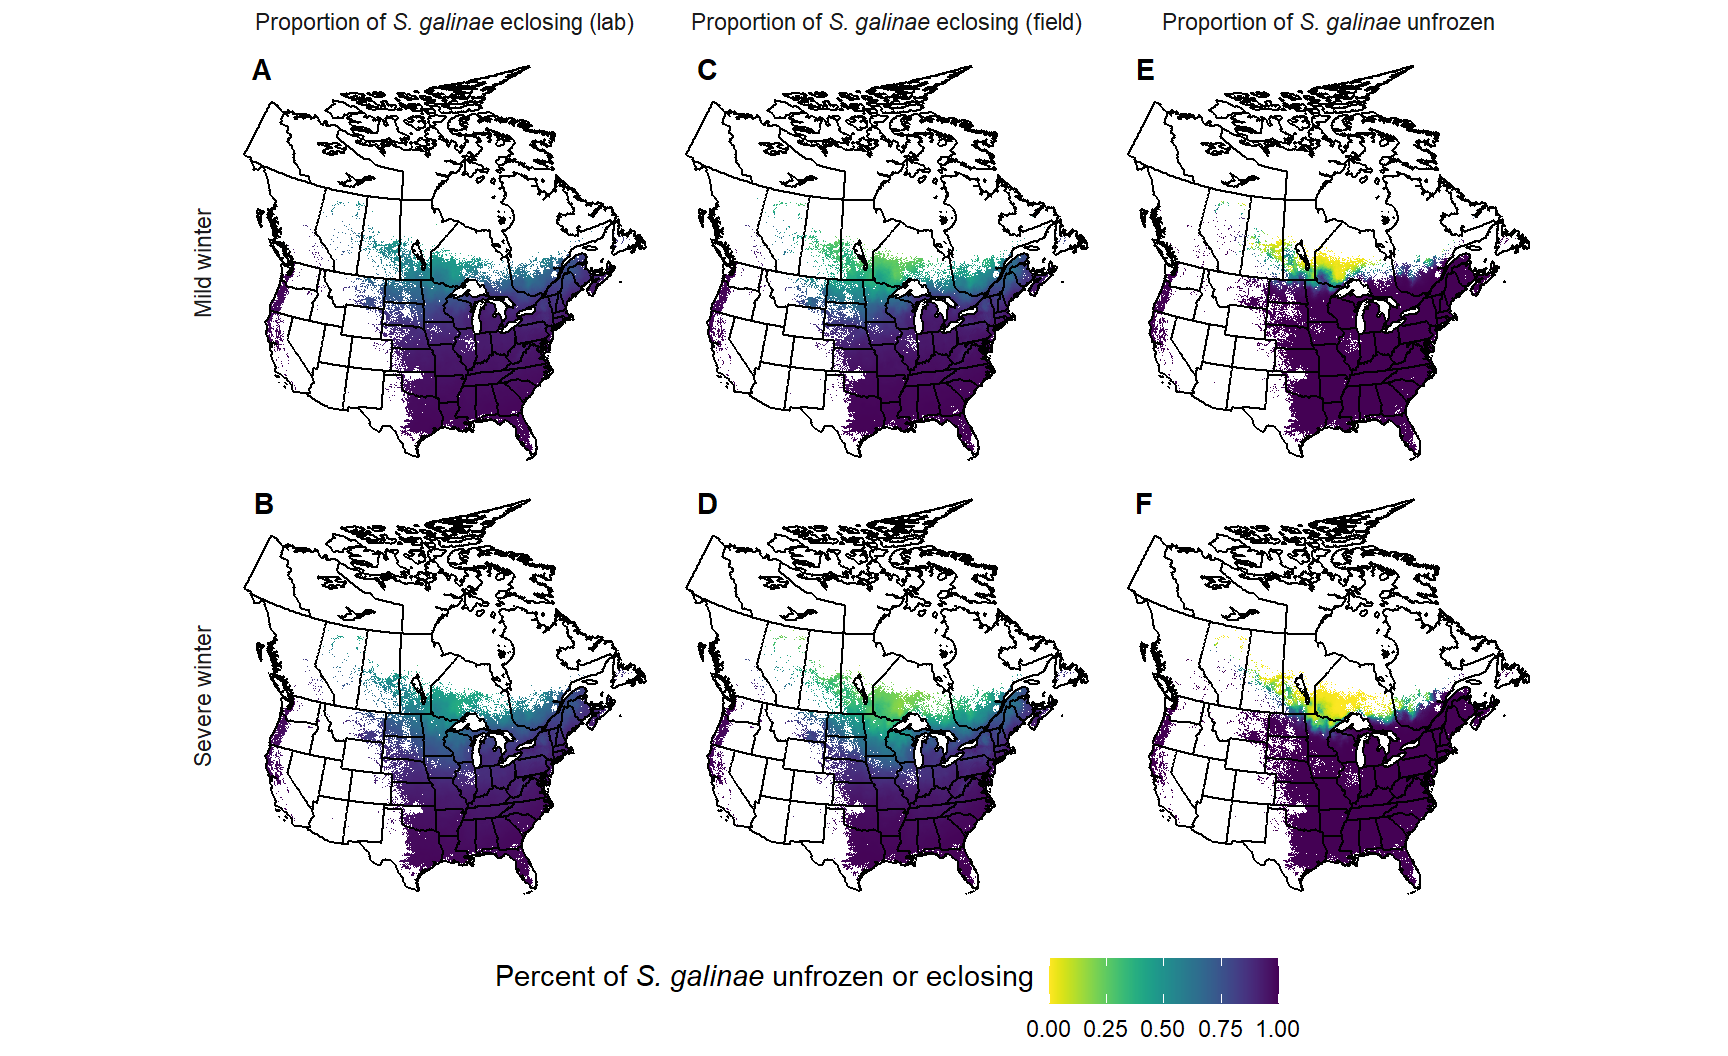 Proportion of S. galinae eclosing (lab)
Proportion of S. galinae eclosing (field)
Proportion of S. galinae unfrozen
A
C
E
Mild winter
B
D
F
Severe winter
Percent of S. galinae unfrozen or eclosing
0.00 0.25 0.50 0.75 1.00